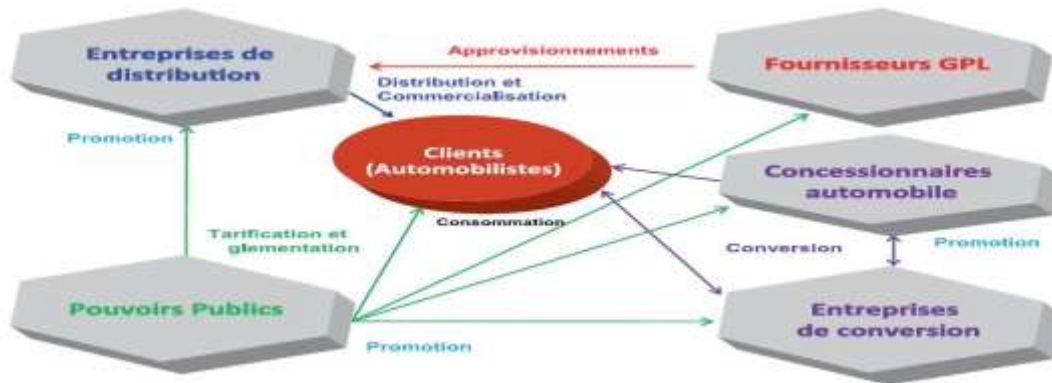 Entreprises de
distribution
Approvisionnements
Fournisseurs GPL
Distribution et
Commercialisation
Promotion
Clients
(Automobilistes)
Concessionnaires
automobile
Consommation
Tarification et
glementation
Conversion
Promotion
Pouvoirs Publics
Entreprises
de conversion
Promotion